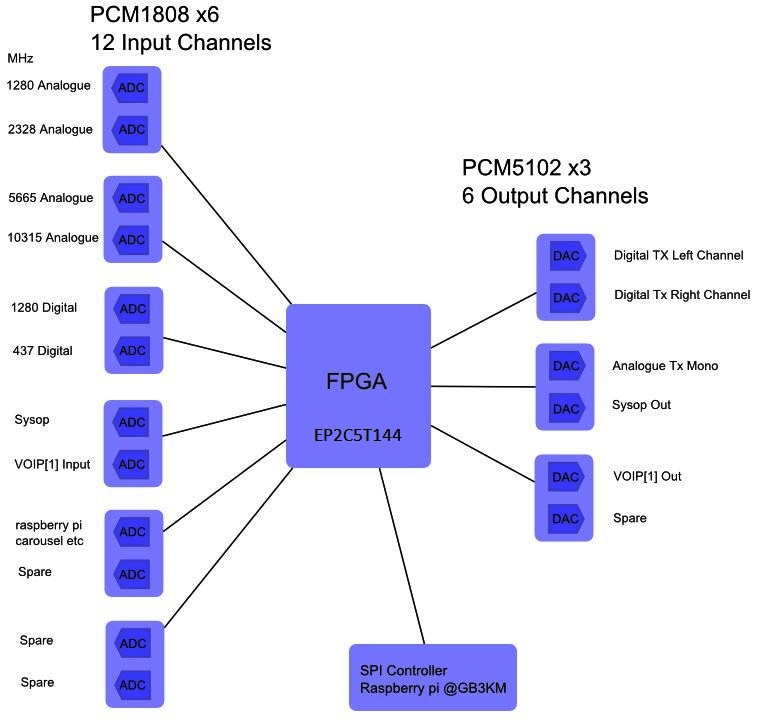 PCM1808 x6
12 Input Channels
MHz
1280 Analogue
ADC
2328 Analogue
ADC
5665 Analogue
ADC
10315 Analogue
ADC
1280 Digital
ADC
437 Digital
ADC
Sysop
ADC
VOIP[1] Input
ADC
raspberry pi
carousel etc
ADC
Spare
ADC
Spare
ADC
Spare
ADC
FPGA
EP2C5T144
SPI Controller
Raspberry pi @GB3KM
PCM5102 x3
6 Output Channels
DAC
Digital TX Left Channel
DAC
Digital Tx Right Channel
DAC
Analogue Tx Mono
DAC
Sysop Out
DAC
VOIP[1] Out
DAC
Spare